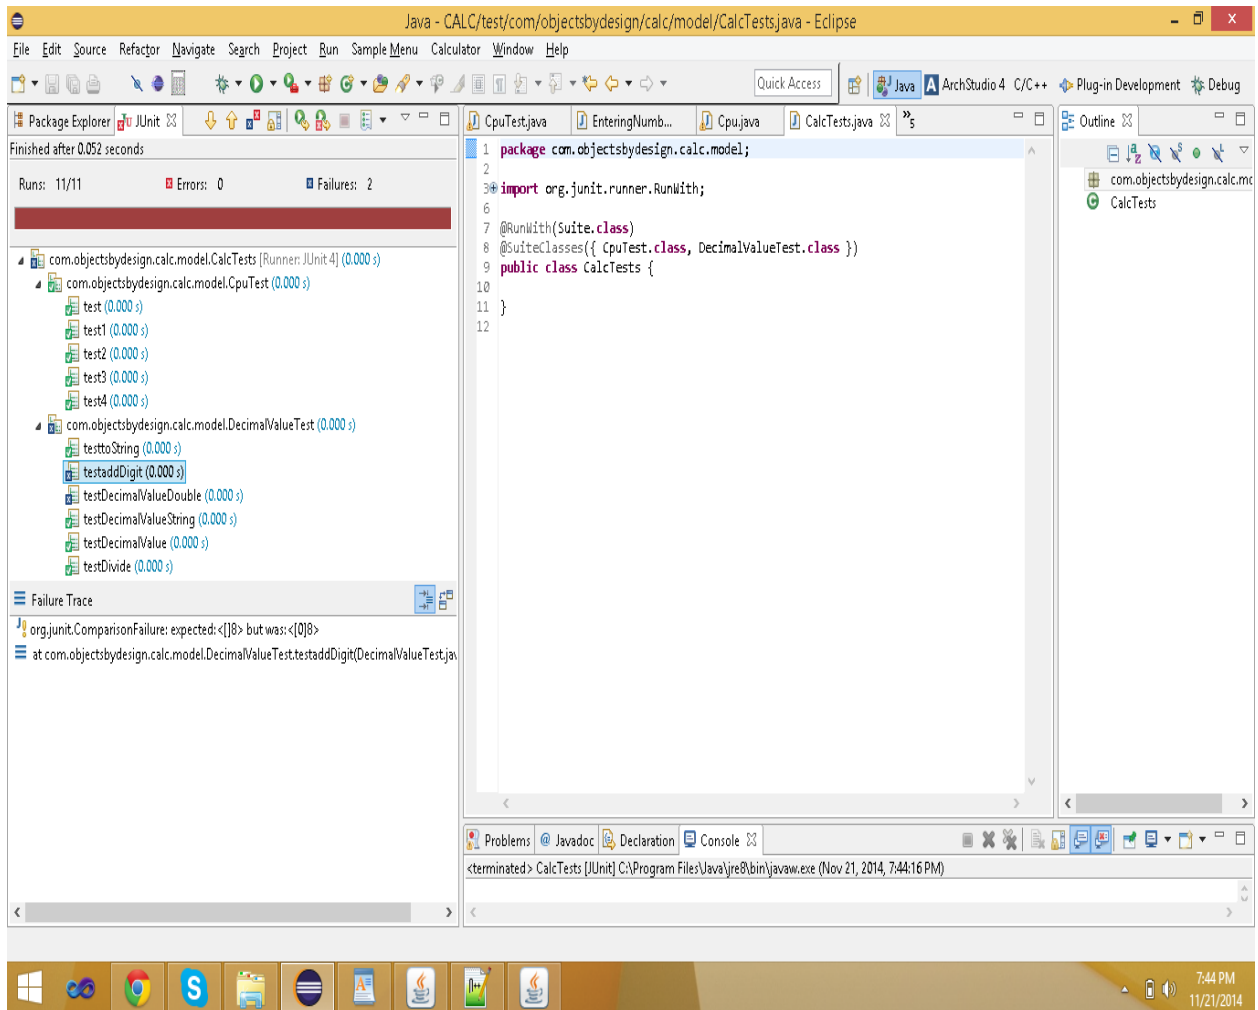 Java - CALC/test/com/objectsbydesign/calc/model/CalcTests.java - Eclipse
File Edit Source Refactor Navigate Search Project Run Sample Menu Calculator Window Help
Quick Access Java ArchStudio 4 C/C++ Plug-in Development Debug
Package Explorer JUnit
Finished after 0.052 seconds
Runs: 11/11 Errors: 0 Failures: 2
com.objectsbydesign.calc.model.CalcTests [Runner: JUnit 4] (0.000 s)
com.objectsbydesign.calc.model.CpuTest (0.000 s)
test (0.000 s)
test1 (0.000 s)
test2 (0.000 s)
test3 (0.000 s)
test4 (0.000 s)
com.objectsbydesign.calc.model.DecimalValueTest (0.000 s)
testtoString (0.000 s)
testaddDigit (0.000 s)
testDecimalValueDouble (0.000 s)
testDecimalValueString (0.000 s)
testDecimalValue (0.000 s)
testDivide (0.000 s)
Failure Trace
org.junit.ComparisonFailure: expected:<[]8> but was:<[0]8>
at com.objectsbydesign.calc.model.DecimalValueTest.testaddDigit(DecimalValueTest.jav
CpuTest.java EnteringNumb... Cpu.java CalcTests.java »5
1 package com.objectsbydesign.calc.model;
2
3 import org.junit.runner.RunWith;
6
7 @RunWith(Suite.class)
8 @SuiteClasses({ CpuTest.class, DecimalValueTest.class })
9 public class CalcTests {
10
11 }
12
Outline
com.objectsbydesign.calc.mo
CalcTests
Problems @ Javadoc Declaration Console
<terminated> CalcTests [JUnit] C:\Program Files\Java\jre8\bin\javaw.exe (Nov 21, 2014, 7:44:16 PM)
7:44 PM
11/21/2014